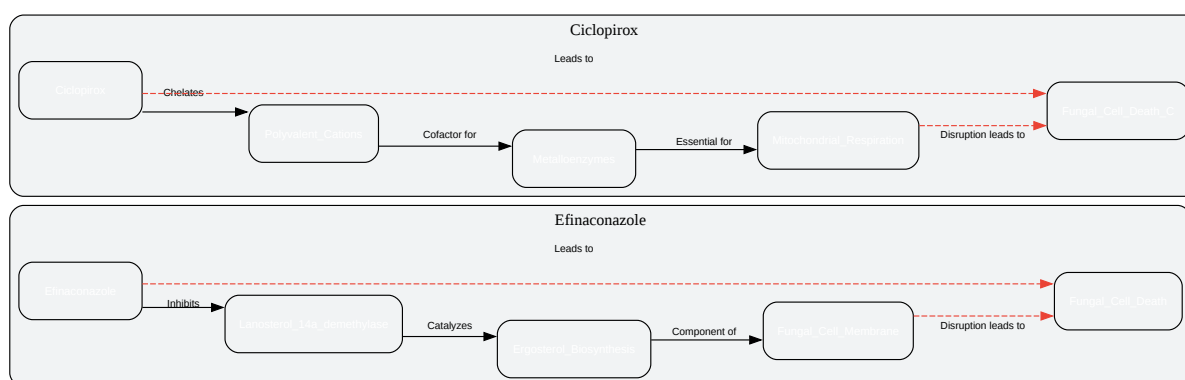 Ciclopirox
Leads to
Ciclopirox
Chelates
Polyvalent_Cations
Cofactor for
Metalloenzymes
Essential for
Mitochondrial_Respiration
Disruption leads to
Fungal_Cell_Death_C
Efinaconazole
Leads to
Efinaconazole
Inhibits
Lanosterol_14a_demethylase
Catalyzes
Ergosterol_Biosynthesis
Component of
Fungal_Cell_Membrane
Disruption leads to
Fungal_Cell_Death